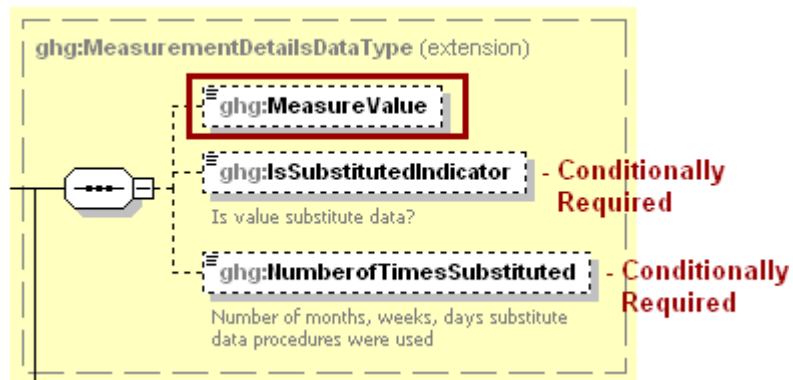 ghg:MeasurementDetailsDataType (extension)
ghg:MeasureValue
ghg:IsSubstitutedIndicator
- Conditionally
Required
Is value substitute data?
ghg:NumberofTimesSubstituted
- Conditionally
Required
Number of months, weeks, days substitute
data procedures were used